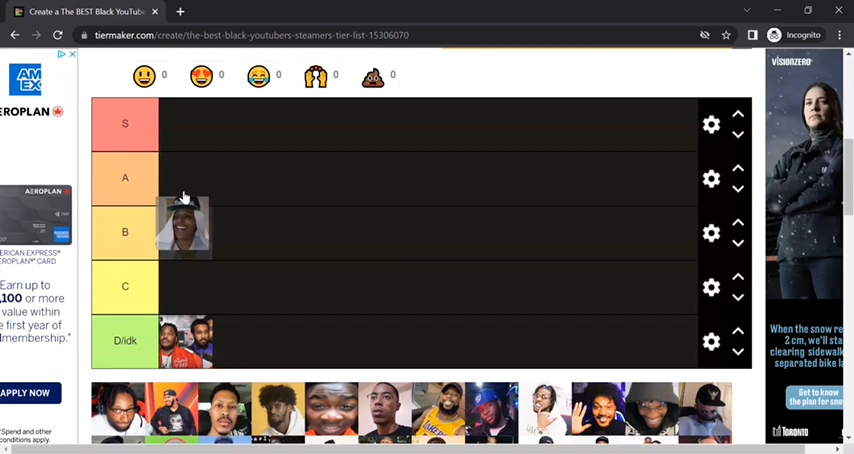 Create a The BEST Black YouTube
tiermaker.com/create/the-best-black-youtubers-steamers-tier-list-15306070
Incognito
AM
EX
EROPLAN
AEROPLAN
ERICAN EXPRESS®
EROPLAN®* CARD
Earn up to
,100 or more
value within
e first year of
membership.*
APPLY NOW
*Spend and other
conditions apply.
0
0
0
0
0
S
A
B
C
D/idk
VISIONZERO
When the snow re
2 cm, we'll sta
clearing sidewalk
separated bike la
Get to know
the plan for snow
TORONTO